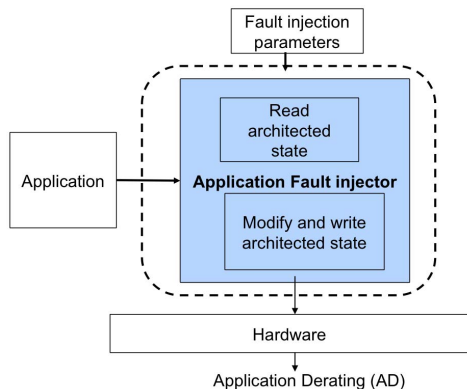 Fault injection
parameters
Read
architected
state
Application
Application Fault injector
Modify and write
architected state
Hardware
Application Derating (AD)